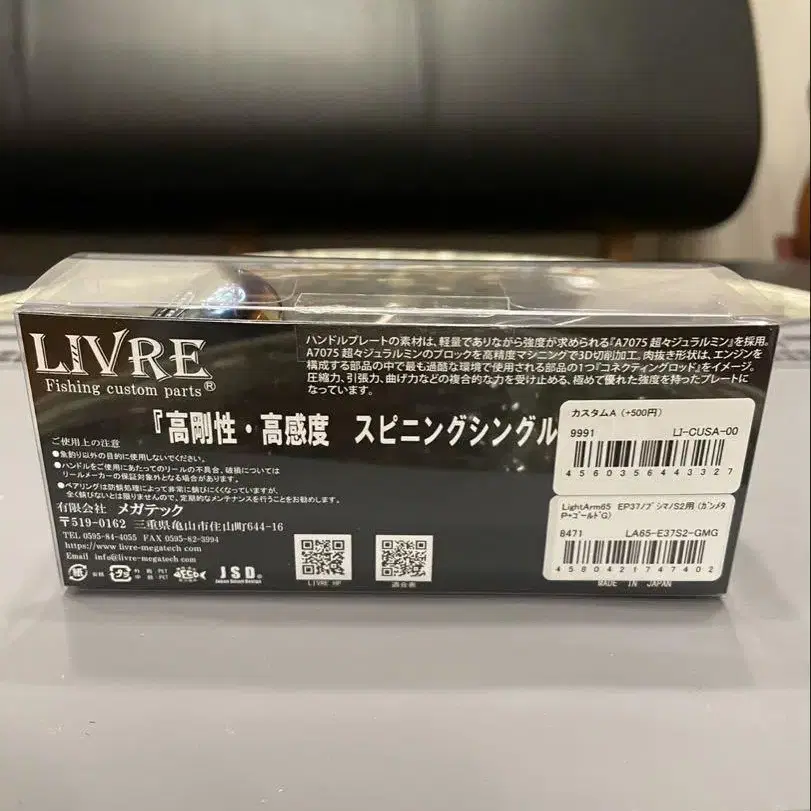 LIVRE
Fishing custom parts®
ハンドルプレートの素材は、軽量でありながら強度が求められる『A7075 超々ジュラルミン』を採用。
A7075 超々ジュラルミンのブロックを高精度マシニングで3D切削加工。肉抜き形状は、エンジンを
構成する部品の中で最も過酷な環境で使用される部品の1つ『コネクティングロッド』をイメージ。
圧縮力、引張力、曲げ力などの複合的な力を受け止める、極めて優れた強度を持ったプレートに
なっています。
『高剛性・高感度 スピニングシングル
ご使用上の注意
●魚釣り以外の目的に使用しないでください。
●ハンドルをご使用にあたってのリールの不具合、破損については
リールメーカーの保証対象外となる場合があります。
●ベアリングは防錆処理によって非常に錆びにくくなっていますが、
全く錆びないとは限りませんので、定期的なメンテナンスを行うことをお勧めします。
有限会社 メガテック
〒519-0162 三重県亀山市住山町644-16
TEL 0595-84-4055 FAX 0595-82-3994
https://www.livre-megatech.com
Email info@livre-megatech.com
紙
プラ
外 箱:PET
JSD®
LIVRE HP
適合表
カスタムA (+500円)
9991 LI-CUSA-00
4560356443327
LightArm65 EP37ノブ シマノS2用 (ガンメタ
P+ゴールドG)
8471 LA65-E37S2-GMG
4580421747402
MADE IN JAPAN